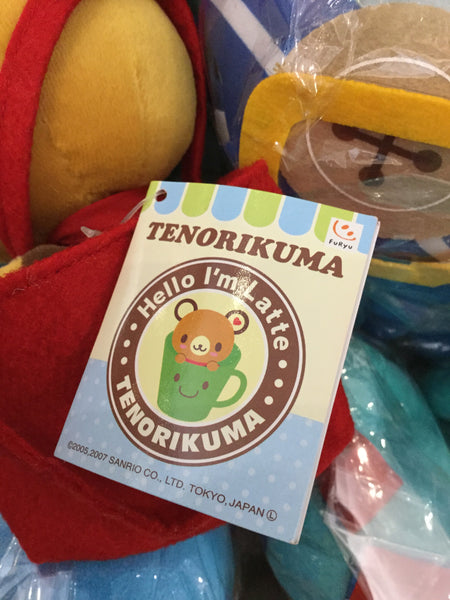 FuRyu
TENORIKUMA
Hello I'm Latte
TENORIKUMA
©2005,2007 SANRIO CO., LTD. TOKYO, JAPAN Ⓛ